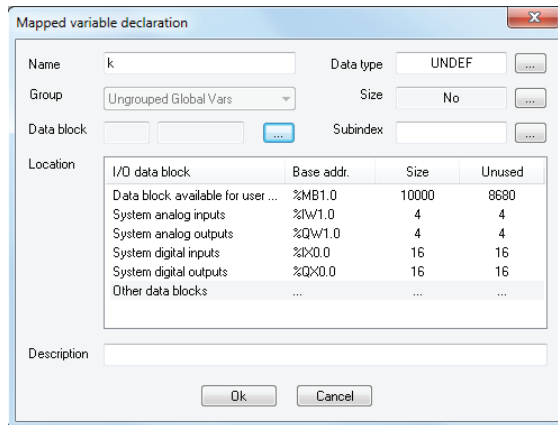 Mapped variable declaration
Name k Data type UNDEF ...
Group Ungrouped Global Vars Size No ...
Data block ... Subindex ...
Location
I/O data block Base addr. Size Unused
Data block available for user ... %MB1.0 10000 8680
System analog inputs %IW1.0 4 4
System analog outputs %QW1.0 4 4
System digital inputs %IX0.0 16 16
System digital outputs %QX0.0 16 16
Other data blocks ... ... ...
Description
Ok Cancel